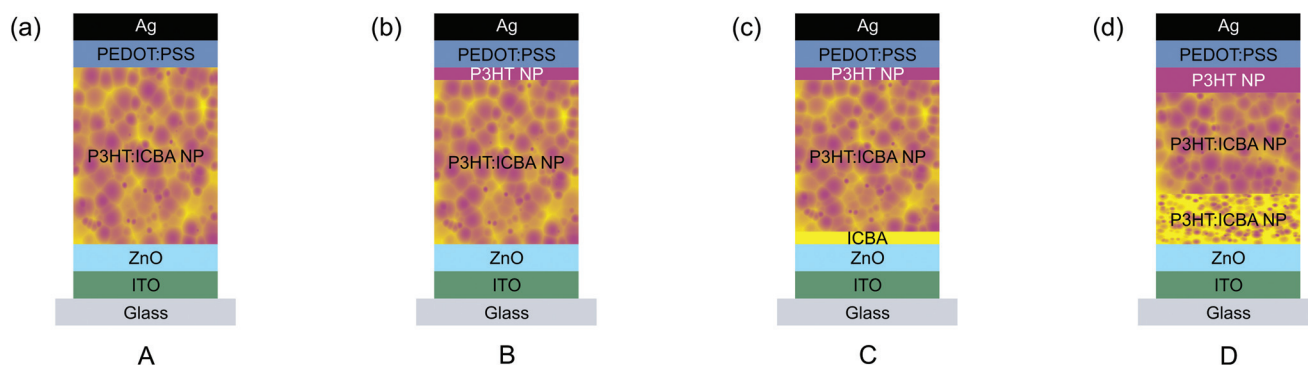 (a)
Ag
PEDOT:PSS
P3HT:ICBA NP
ZnO
ITO
Glass
A
(b)
Ag
PEDOT:PSS
P3HT NP
P3HT:ICBA NP
ZnO
ITO
Glass
B
(c)
Ag
PEDOT:PSS
P3HT NP
P3HT:ICBA NP
ICBA
ZnO
ITO
Glass
C
(d)
Ag
PEDOT:PSS
P3HT NP
P3HT:ICBA NP
P3HT:ICBA NP
ZnO
ITO
Glass
D